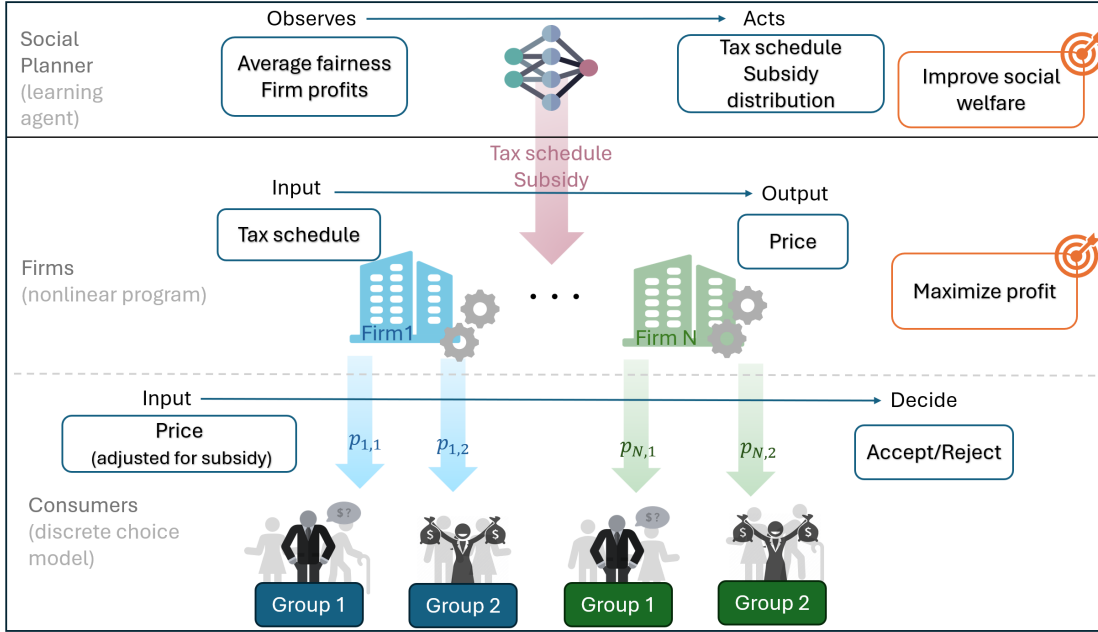 Observes
Acts
Social
Planner
(learning
agent)
Average fairness
Firm profits
Tax schedule
Subsidy
distribution
Improve social
welfare
Tax schedule
Subsidy
Input
Output
Tax schedule
Price
Firms
(nonlinear program)
Maximize profit
Firm1
. . .
Firm N
Input
Decide
Price
(adjusted for subsidy)
p1,1
p1,2
pN,1
pN,2
Accept/Reject
Consumers
(discrete choice
model)
$?
$ $
$?
$ $
Group 1
Group 2
Group 1
Group 2